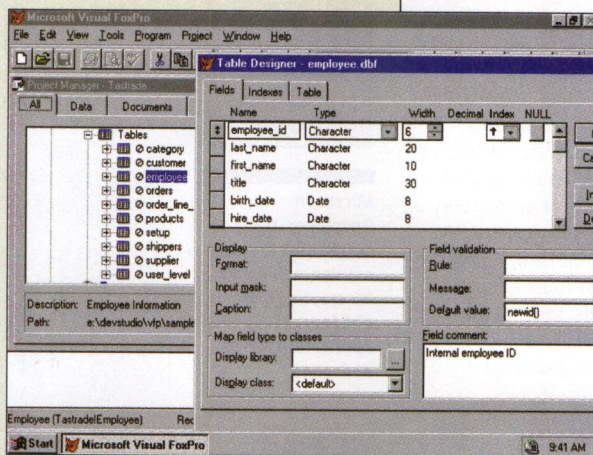 Microsoft Visual FoxPro
File Edit View Tools Program Project Window Help
Project Manager - Tastrade
All Data Documents
Tables
category
customer
employee
orders
order_line_
products
setup
shippers
supplier
user_level
Description: Employee Information
Path: e:\devstudio\vfp\sample
Table Designer - employee.dbf
Fields Indexes Table
Name Type Width Decimal Index NULL
employee_id Character 6
last_name Character 20
first_name Character 10
title Character 30
birth_date Date 8
hire_date Date 8
Display
Format:
Input mask:
Caption:
Field validation
Rule:
Message:
Default value: newid()
Map field type to classes
Display library: ...
Display class: <default>
Field comment:
Internal employee ID
Employee (Tastrade!Employee) Rec
Start Microsoft Visual FoxPro 9:41 AM